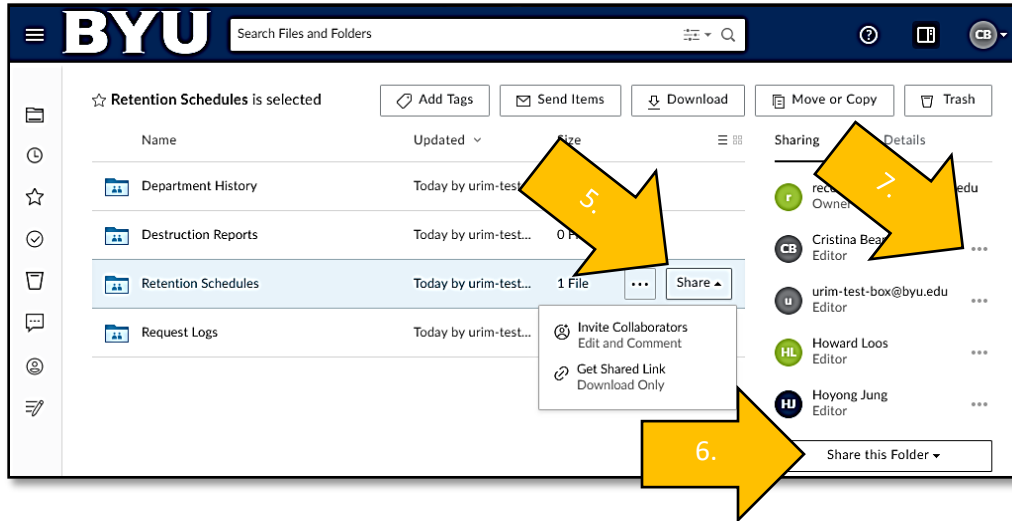 BYU
Search Files and Folders
CB
Retention Schedules is selected
Add Tags
Send Items
Download
Move or Copy
Trash
Name
Updated
Size
Sharing
Details
Department History
Today by urim-test...
Destruction Reports
Today by urim-test...
0
Retention Schedules
Today by urim-test...
1 File
...
Share
Request Logs
Today by urim-test...
Invite Collaborators
Edit and Comment
Get Shared Link
Download Only
r
edu
Owner
CB
Cristina
Editor
u
urim-test-box@byu.edu
Editor
HL
Howard Loos
Editor
HJ
Hoyong Jung
Editor
Share this Folder
5.
6.
7.